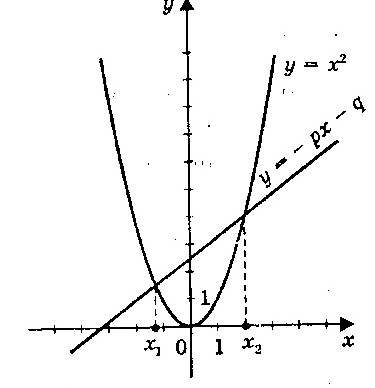 y
y = x²
y = - px - q
1
x₁ 0 1 x₂ x